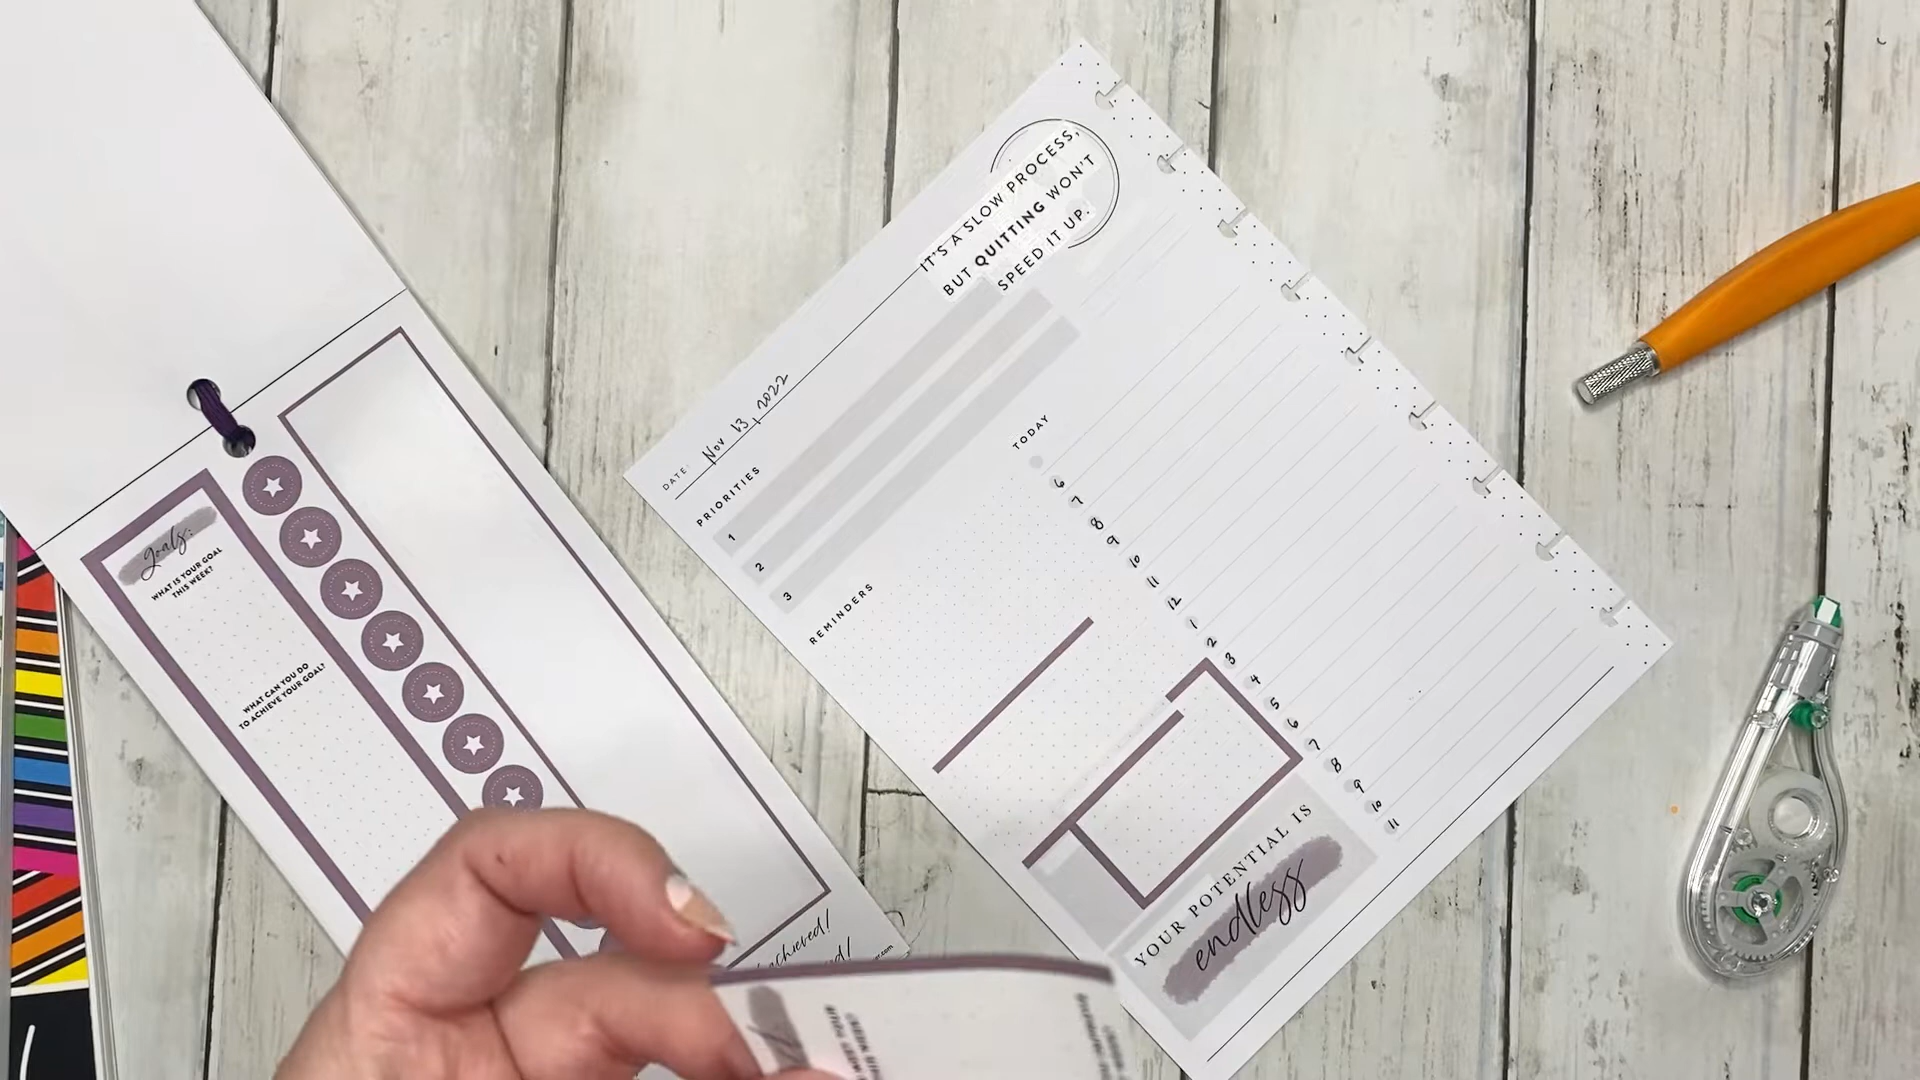 goals:
WHAT IS YOUR GOAL
THIS WEEK?
WHAT CAN YOU DO
TO ACHIEVE YOUR GOAL?
achieved!
IT'S A SLOW PROCESS,
BUT QUITTING WON'T
SPEED IT UP.
DATE: Nov 13, 2022
PRIORITIES
1
2
3
REMINDERS
TODAY
6
7
8
9
10
11
12
1
2
3
4
5
6
7
8
9
10
11
YOUR POTENTIAL IS
endless